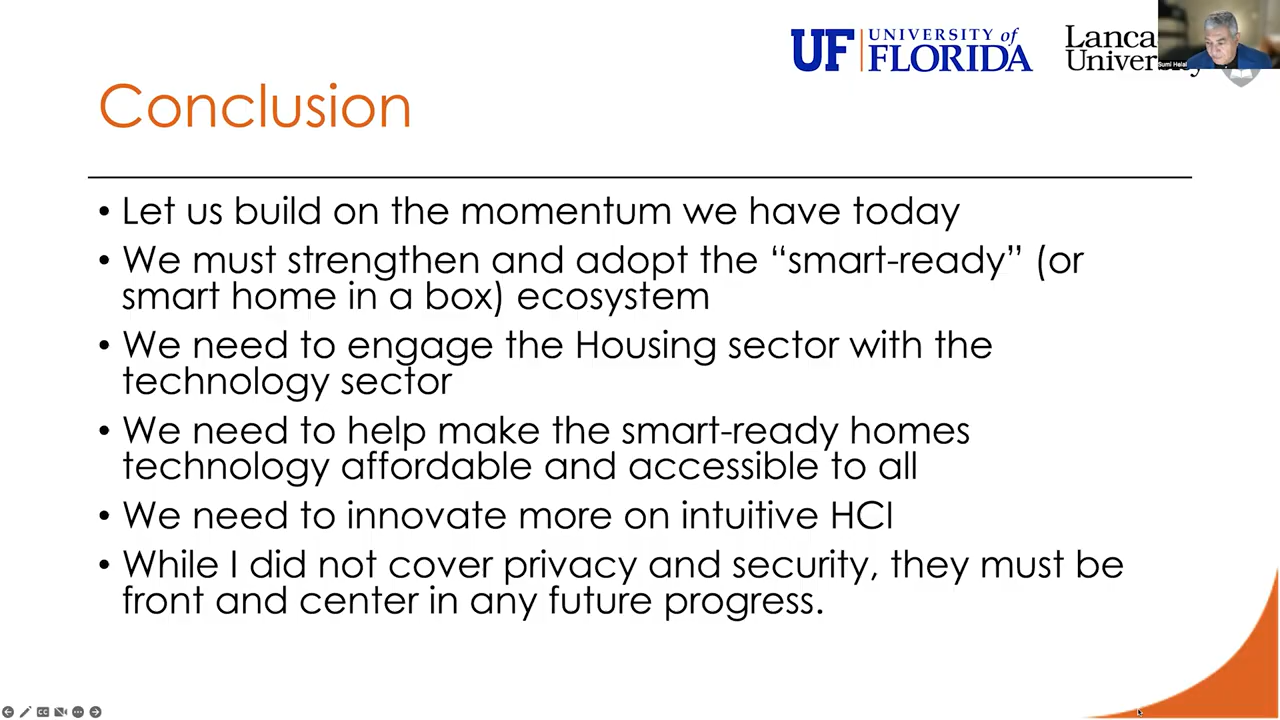 UF UNIVERSITY of
FLORIDA
Lanca
University
Sumi Helal
Conclusion
• Let us build on the momentum we have today
• We must strengthen and adopt the “smart-ready” (or
smart home in a box) ecosystem
• We need to engage the Housing sector with the
technology sector
• We need to help make the smart-ready homes
technology affordable and accessible to all
• We need to innovate more on intuitive HCI
• While I did not cover privacy and security, they must be
front and center in any future progress.